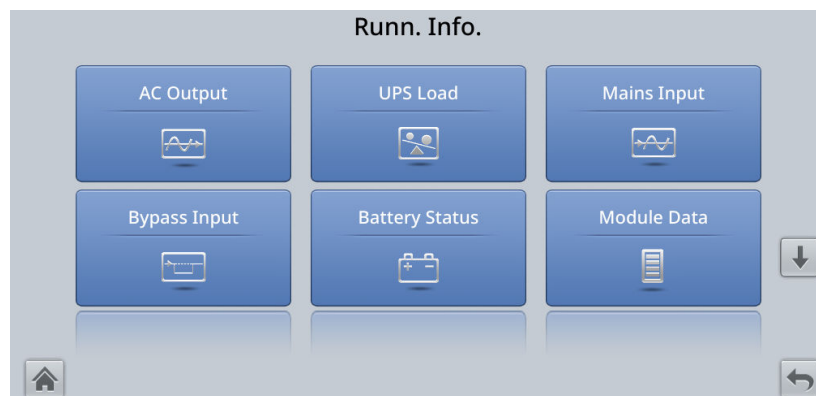 Runn. Info.
AC Output
UPS Load
Mains Input
Bypass Input
Battery Status
Module Data